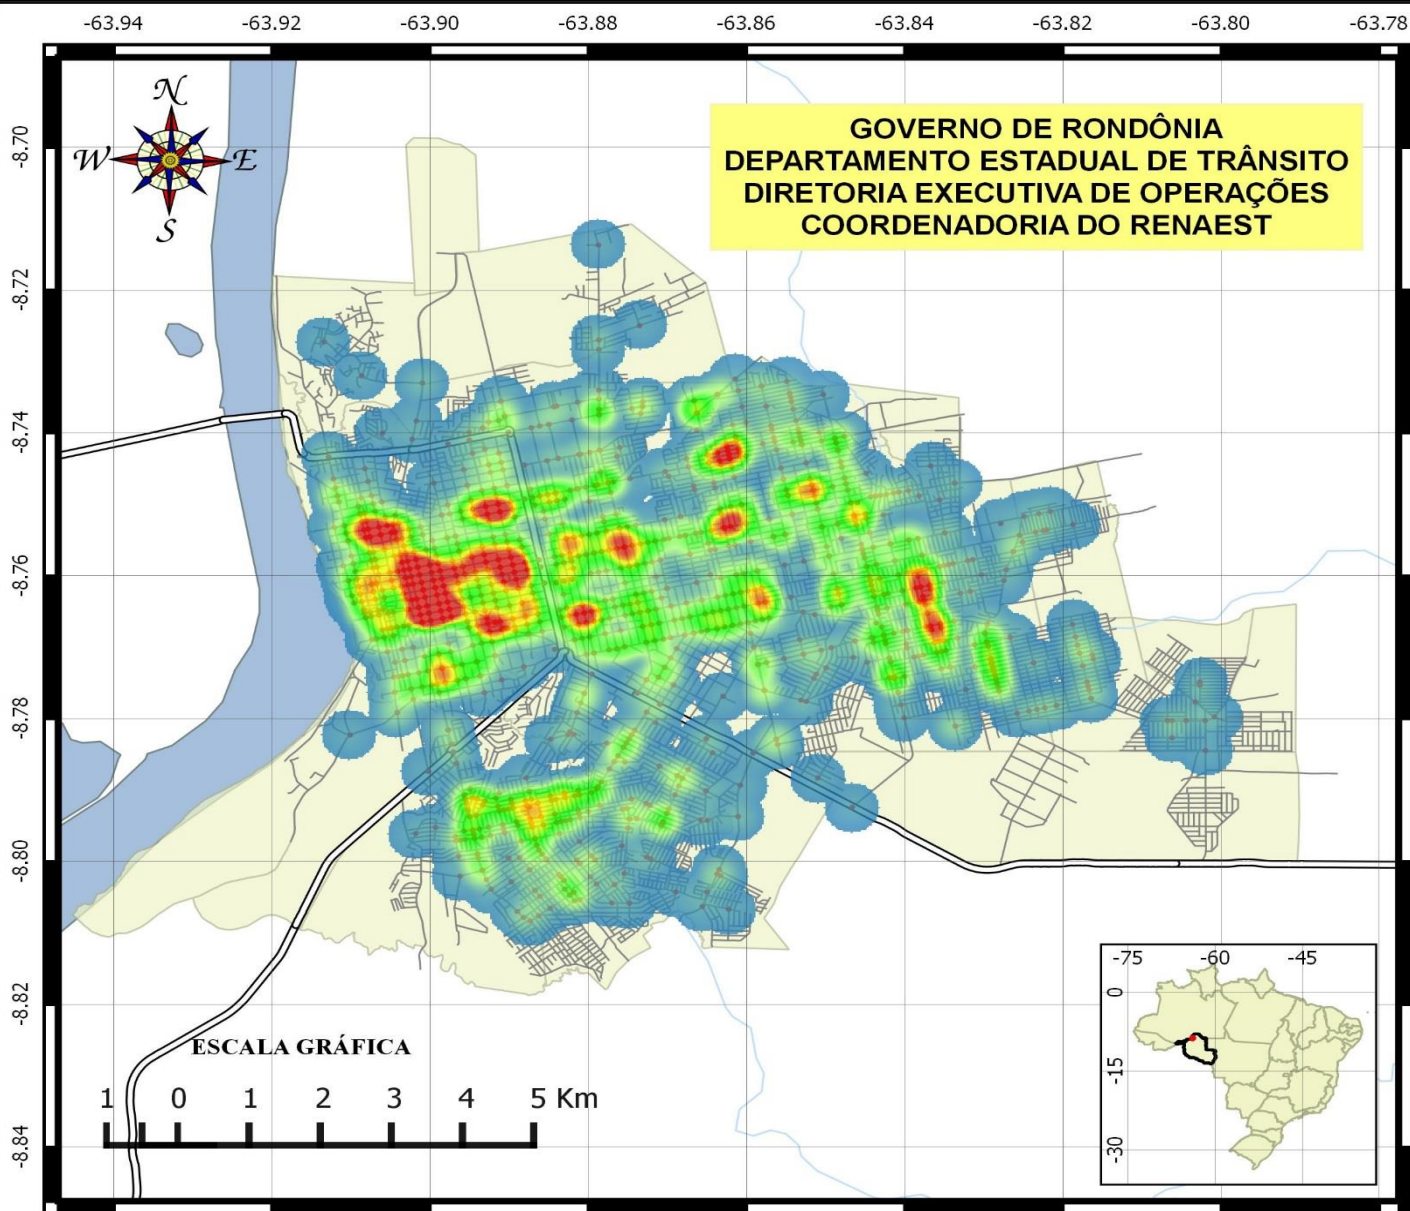 -63.94 -63.92 -63.90 -63.88 -63.86 -63.84 -63.82 -63.80 -63.78
N
W E
S
GOVERNO DE RONDÔNIA
DEPARTAMENTO ESTADUAL DE TRÂNSITO
DIRETORIA EXECUTIVA DE OPERAÇÕES
COORDENADORIA DO RENAEST
-8.70
-8.72
-8.74
-8.76
-8.78
-8.80
-8.82
-8.84
ESCALA GRÁFICA
1 0 1 2 3 4 5 Km
-75 -60 -45
0
-15
-30